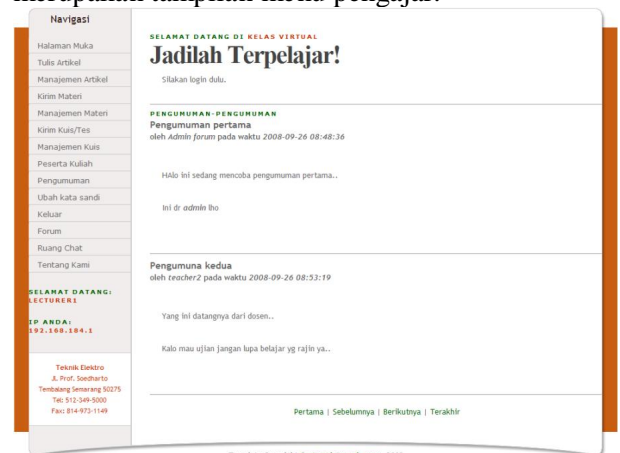 merupakan tampilan menu pengajar.
Navigasi
Halaman Muka
Tulis Artikel
Manajemen Artikel
Kirim Materi
Manajemen Materi
Kirim Kuis/Tes
Manajemen Kuis
Peserta Kuliah
Pengumuman
Ubah kata sandi
Keluar
Forum
Ruang Chat
Tentang Kami
SELAMAT DATANG:
LECTURER1
IP ANDA:
192.168.184.1
Teknik Elektro
Jl. Prof. Soedharto
Tembalang Semarang 50275
Tel: 512-349-5000
Fax: 814-973-1149
SELAMAT DATANG DI KELAS VIRTUAL
Jadilah Terpelajar!
Silakan login dulu.
PENGUMUMAN-PENGUMUMAN
Pengumuman pertama
oleh Admin forum pada waktu 2008-09-26 08:48:36
HAlo ini sedang mencoba pengumuman pertama..
Ini dr admin lho
Pengumuna kedua
oleh teacher2 pada waktu 2008-09-26 08:53:19
Yang ini datangnya dari dosen..
Kalo mau ujian jangan lupa belajar yg rajin ya..
Pertama | Sebelumnya | Berikutnya | Terakhir